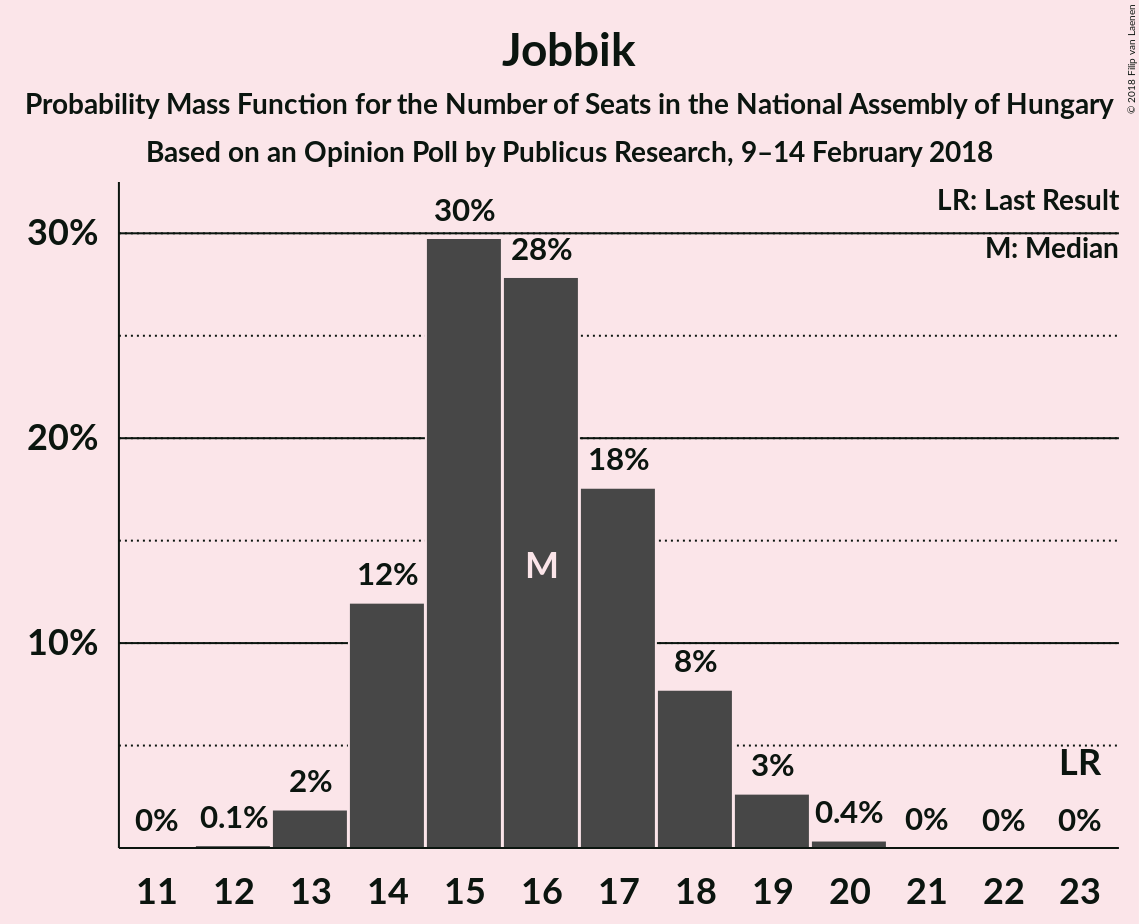 Jobbik
Probability Mass Function for the Number of Seats in the National Assembly of Hungary
Based on an Opinion Poll by Publicus Research, 9–14 February 2018
© 2018 Filip van Laenen
LR: Last Result
M: Median
30%
20%
10%
0%
0.1%
2%
12%
30%
28%
18%
8%
3%
0.4%
0%
0%
0%
M
LR
11 12 13 14 15 16 17 18 19 20 21 22 23